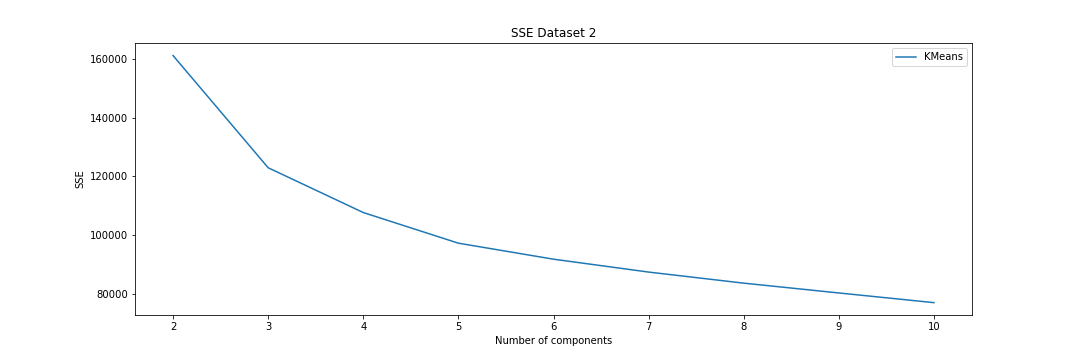 SSE Dataset 2
KMeans
160000
140000
120000
100000
80000
SSE
2 3 4 5 6 7 8 9 10
Number of components